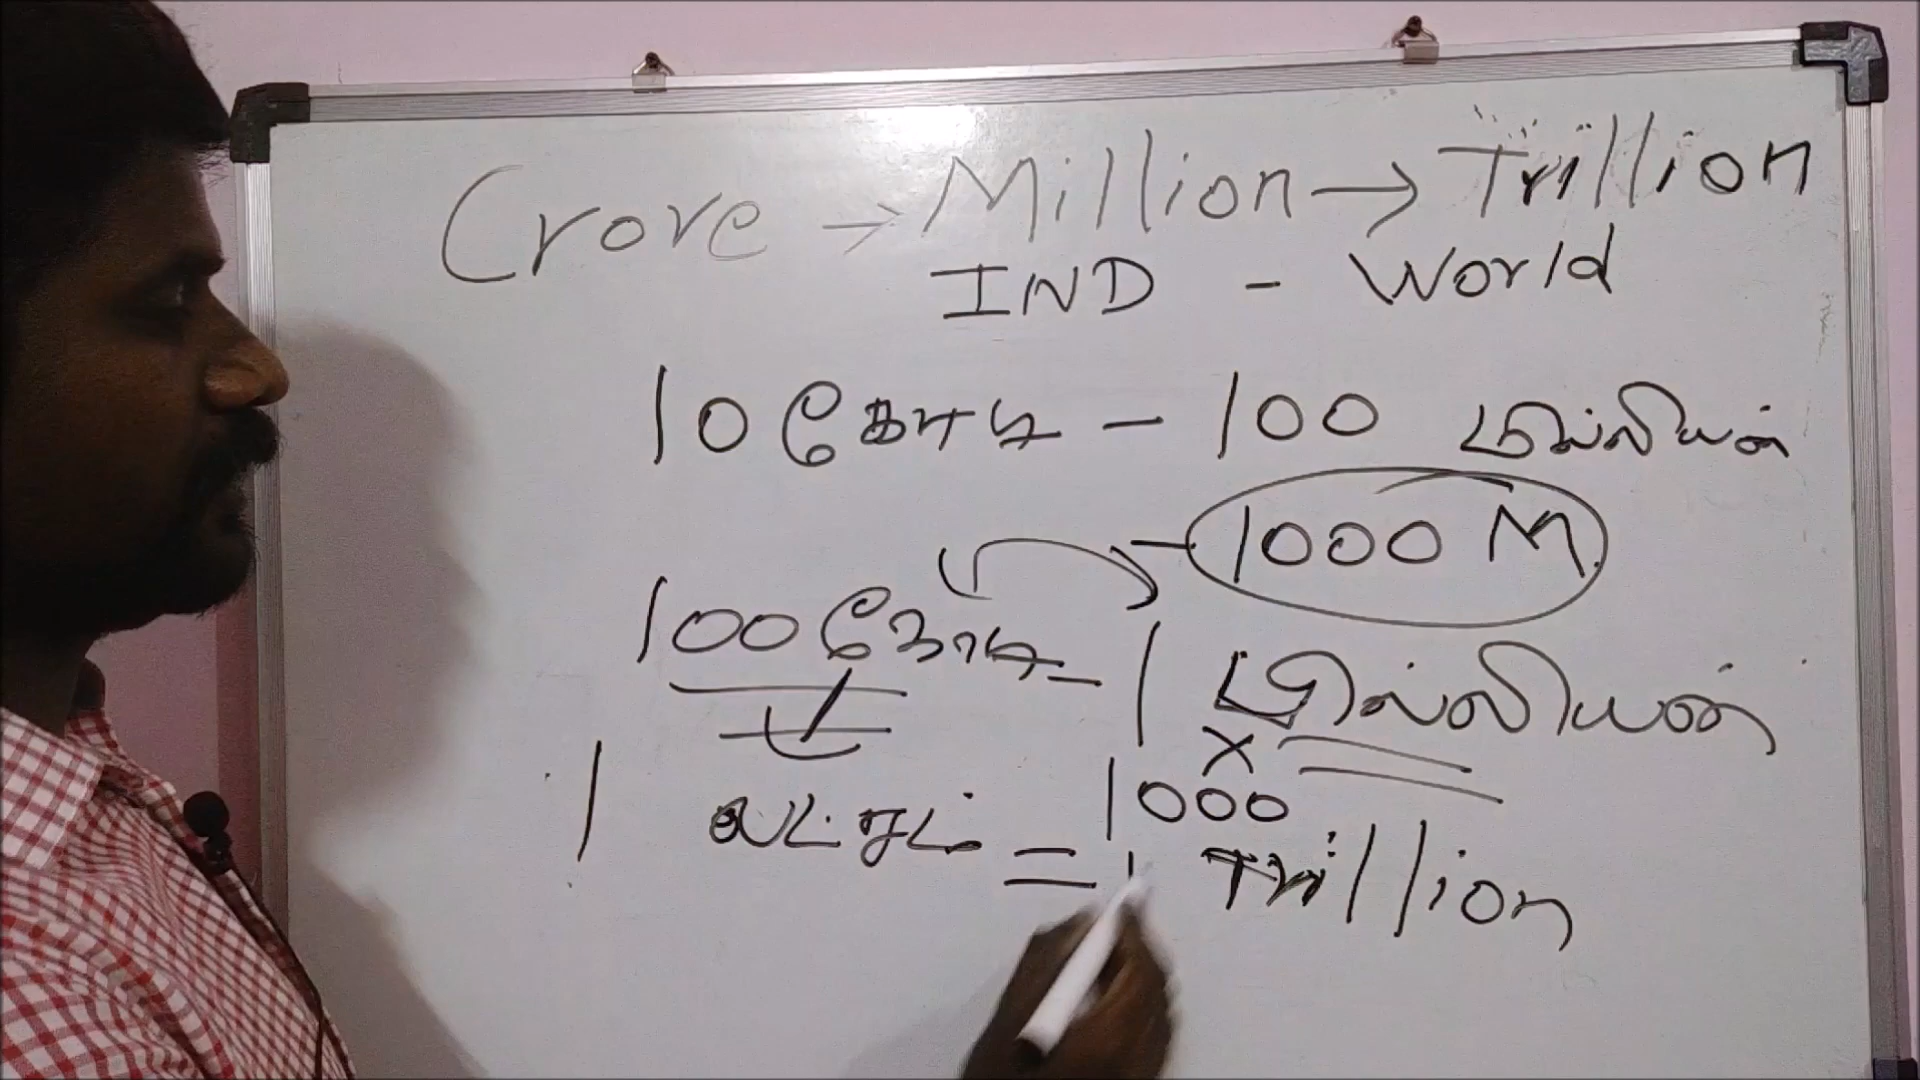 Crore → Million → Trillion
IND - World
10 கோடி - 100 மில்லியன்
- 1000 M
100 கோடி - 1 மில்லியன்
x
1 லட்சம் 1000
= 1 Trillion